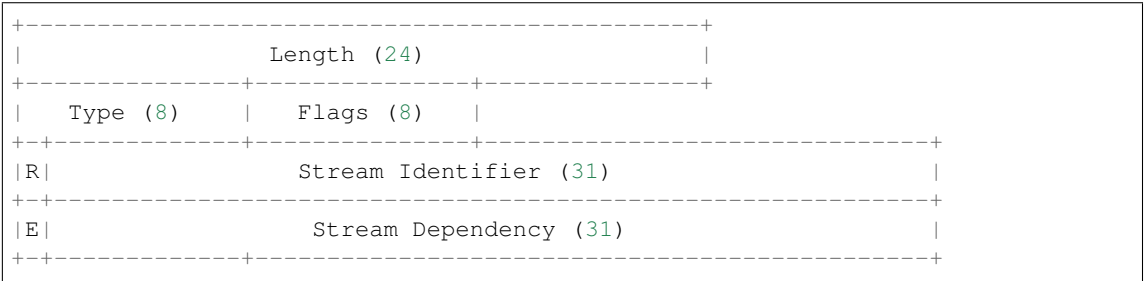 +-----------------------------------------------+
|                 Length (24)                   |
+---------------+---------------+---------------+
|   Type (8)    |   Flags (8)   |
+-+-------------+---------------+-------------------------------+
|R|                 Stream Identifier (31)                      |
+-+-------------------------------------------------------------+
|E|                  Stream Dependency (31)                     |
+-+-------------+-----------------------------------------------+